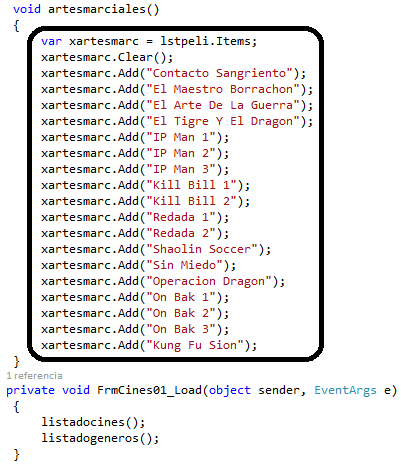 void artesmarciales()
{
var xartesmarc = lstpeli.Items;
xartesmarc.Clear();
xartesmarc.Add("Contacto Sangriento");
xartesmarc.Add("El Maestro Borrachon");
xartesmarc.Add("El Arte De La Guerra");
xartesmarc.Add("El Tigre Y El Dragon");
xartesmarc.Add("IP Man 1");
xartesmarc.Add("IP Man 2");
xartesmarc.Add("IP Man 3");
xartesmarc.Add("Kill Bill 1");
xartesmarc.Add("Kill Bill 2");
xartesmarc.Add("Redada 1");
xartesmarc.Add("Redada 2");
xartesmarc.Add("Shaolin Soccer");
xartesmarc.Add("Sin Miedo");
xartesmarc.Add("Operacion Dragon");
xartesmarc.Add("On Bak 1");
xartesmarc.Add("On Bak 2");
xartesmarc.Add("On Bak 3");
xartesmarc.Add("Kung Fu Sion");
}
1 referencia
private void FrmCines01_Load(object sender, EventArgs e)
{
listadocines();
listadogeneros();
}